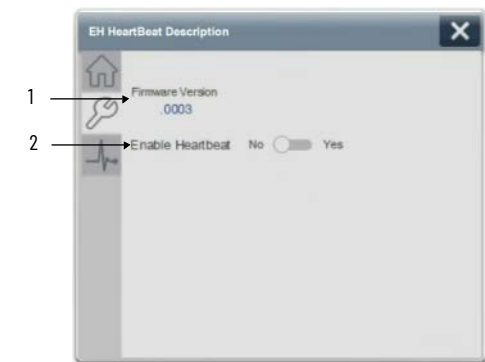 EH HeartBeat Description
1
Firmware Version
.0003
2
Enable Heartbeat No Yes